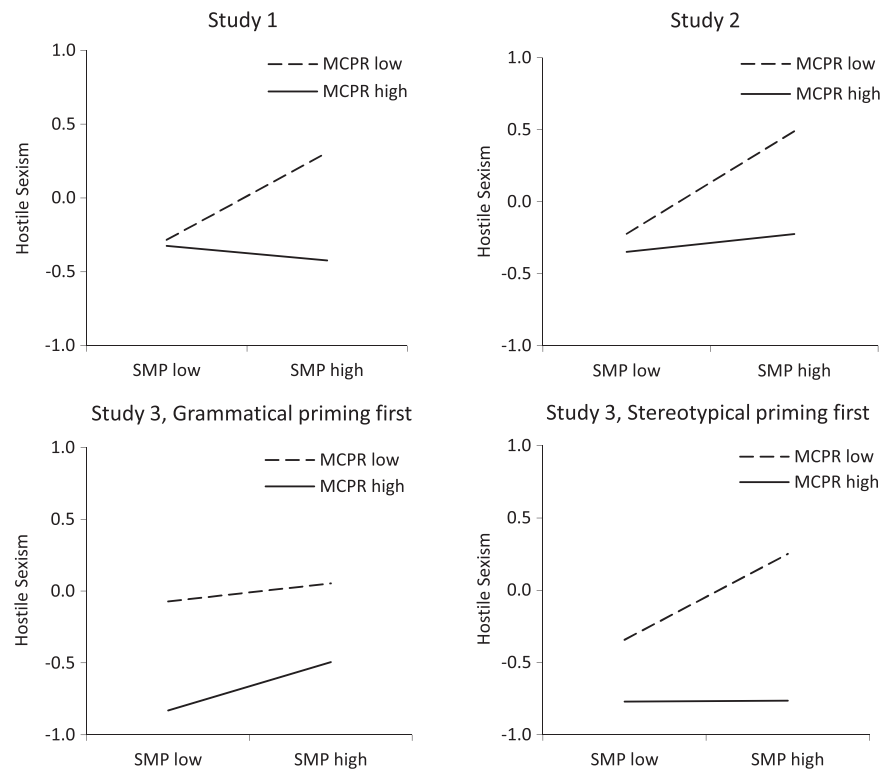 Study 1
MCPR low
MCPR high
1.0
0.5
0.0
-0.5
-1.0
Hostile Sexism
SMP low
SMP high
Study 2
MCPR low
MCPR high
1.0
0.5
0.0
-0.5
-1.0
Hostile Sexism
SMP low
SMP high
Study 3, Grammatical priming first
MCPR low
MCPR high
1.0
0.5
0.0
-0.5
-1.0
Hostile Sexism
SMP low
SMP high
Study 3, Stereotypical priming first
MCPR low
MCPR high
1.0
0.5
0.0
-0.5
-1.0
Hostile Sexism
SMP low
SMP high